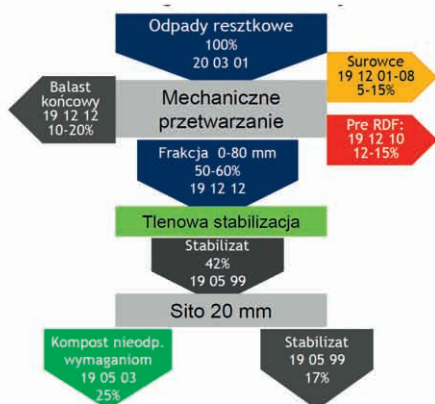 Odpady resztkowe
100%
20 03 01
Surowce
19 12 01-08
5-15%
Balast
końcowy
19 12 12
10-20%
Mechaniczne
przetwarzanie
Pre RDF:
19 12 10
12-15%
Frakcja 0-80 mm
50-60%
19 12 12
Tlenowa stabilizacja
Stabilizat
42%
19 05 99
Sito 20 mm
Kompost nieodp.
wymaganiom
19 05 03
25%
Stabilizat
19 05 99
17%